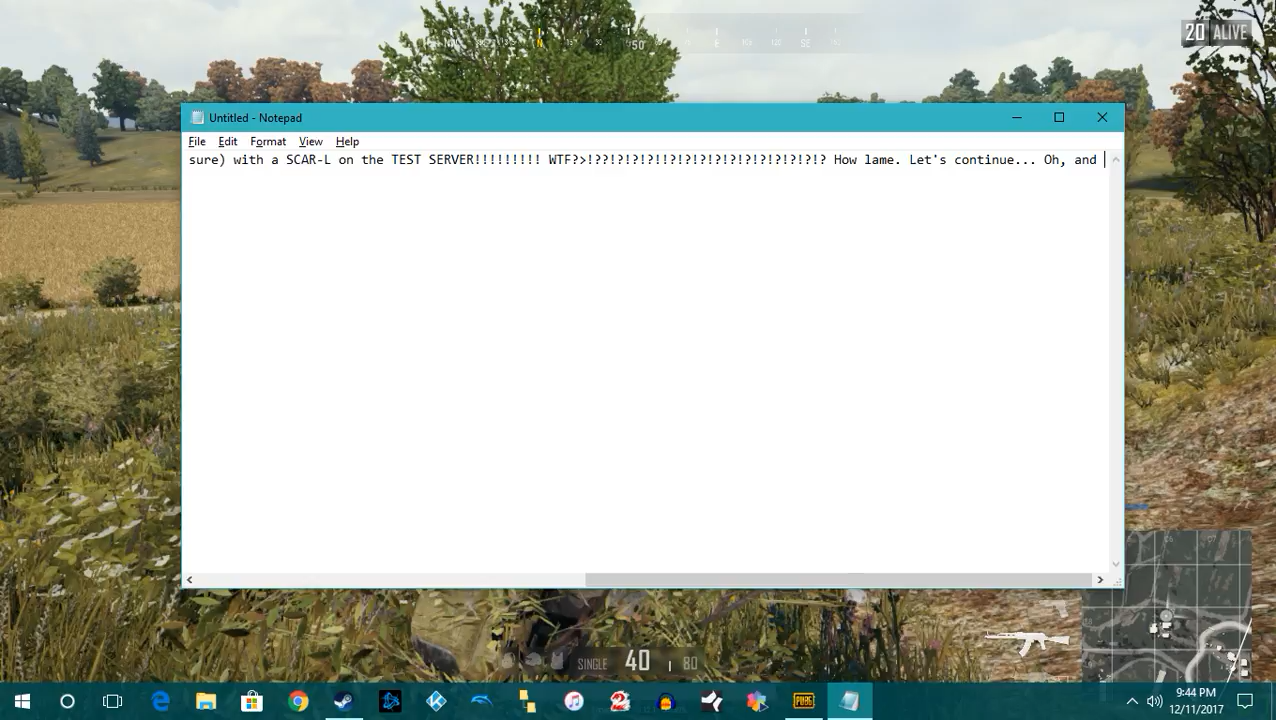 20 ALIVE
Untitled - Notepad
File Edit Format View Help
sure) with a SCAR-L on the TEST SERVER!!!!!!!!! WTF?>!??!?!?!?!!?!?!?!?!?!?!?!?!?!?!? How lame. Let's continue... Oh, and
SINGLE 40 | 80
PUBG
9:44 PM
12/11/2017